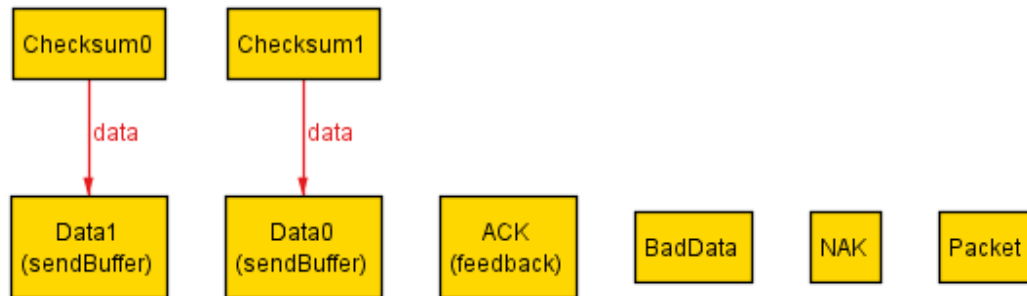 Checksum0
Checksum1
data
data
Data1
(sendBuffer)
Data0
(sendBuffer)
ACK
(feedback)
BadData
NAK
Packet